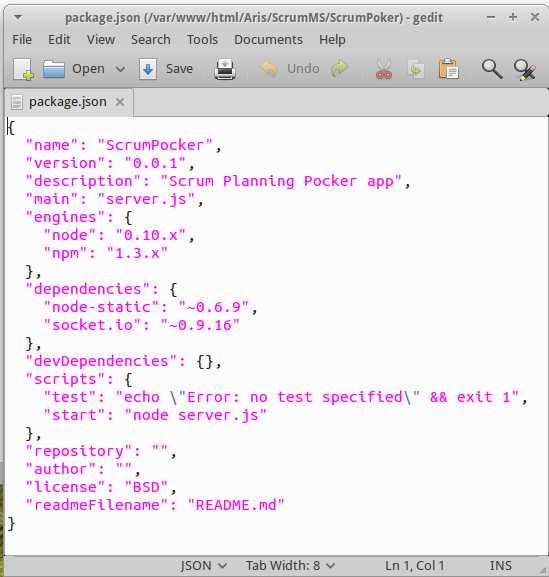 package.json (/var/www/html/Aris/ScrumMS/ScrumPoker) - gedit
File Edit View Search Tools Documents Help
Open Save Undo
package.json
{
  "name": "ScrumPocker",
  "version": "0.0.1",
  "description": "Scrum Planning Pocker app",
  "main": "server.js",
  "engines": {
    "node": "0.10.x",
    "npm": "1.3.x"
  },
  "dependencies": {
    "node-static": "~0.6.9",
    "socket.io": "~0.9.16"
  },
  "devDependencies": {},
  "scripts": {
    "test": "echo \"Error: no test specified\" && exit 1",
    "start": "node server.js"
  },
  "repository": "",
  "author": "",
  "license": "BSD",
  "readmeFilename": "README.md"
}
JSON Tab Width: 8 Ln 1, Col 1 INS